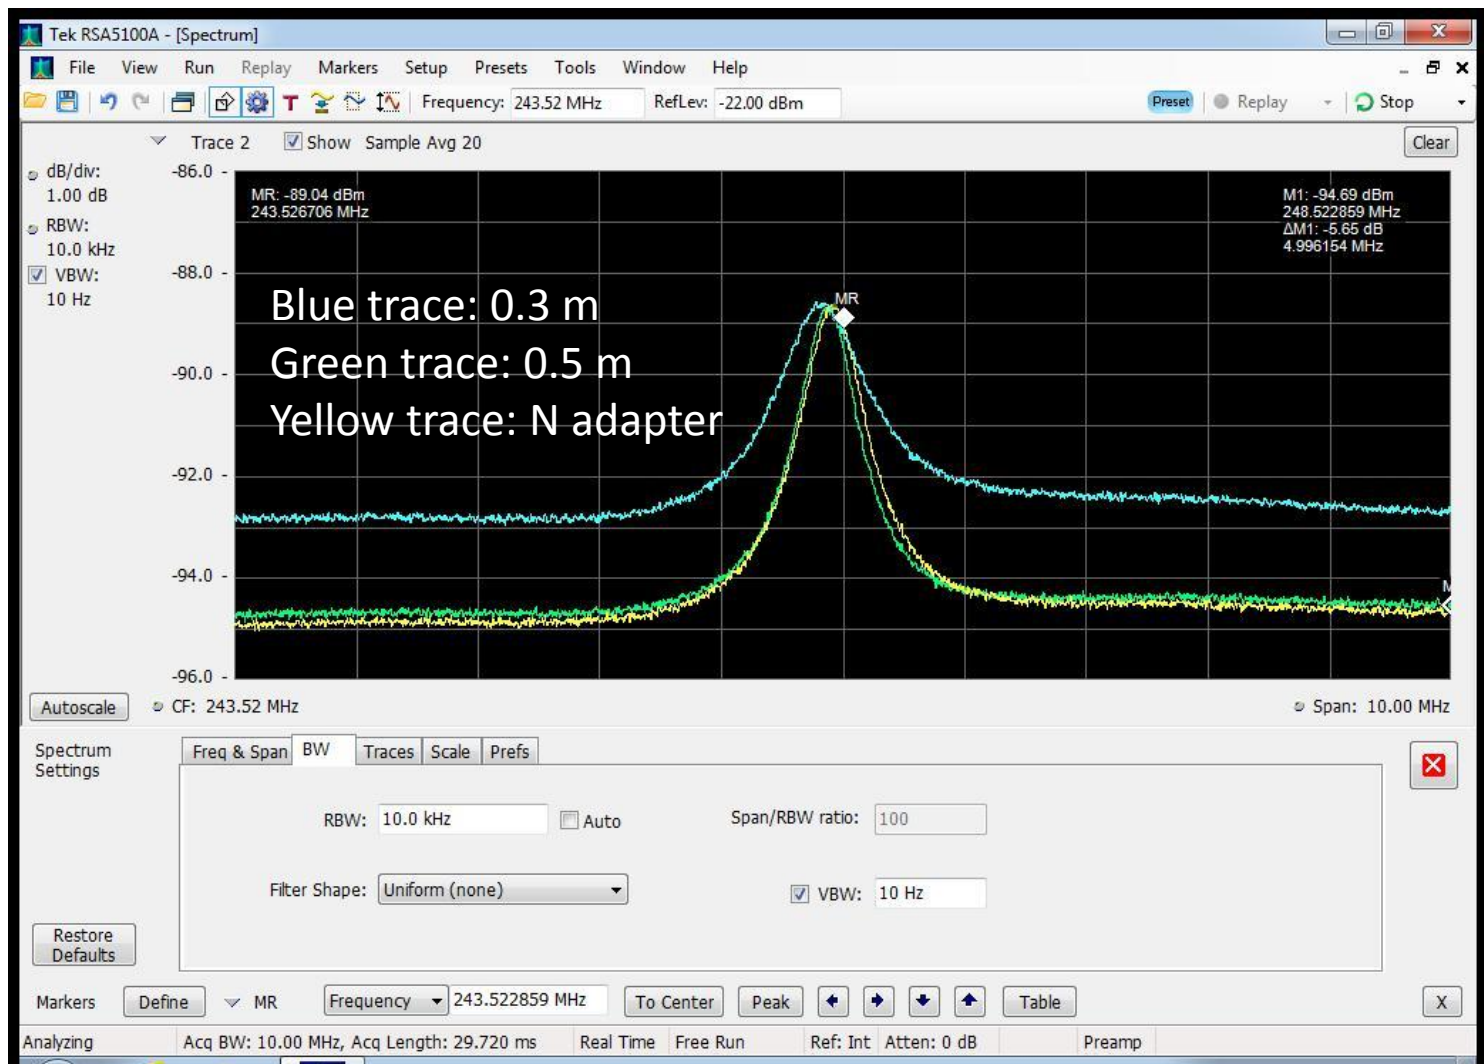 Tek RSA5100A - [Spectrum]
File View Run Replay Markers Setup Presets Tools Window Help
T Frequency: 243.52 MHz RefLev: -22.00 dBm Preset Replay Stop
Trace 2 Show Sample Avg 20 Clear
dB/div:
1.00 dB
RBW:
10.0 kHz
VBW:
10 Hz
-86.0
-88.0
-90.0
-92.0
-94.0
-96.0
MR: -89.04 dBm
243.526706 MHz
M1: -94.69 dBm
248.522859 MHz
ΔM1: -5.65 dB
4.996154 MHz
MR
Blue trace: 0.3 m
Green trace: 0.5 m
Yellow trace: N adapter
M
Autoscale CF: 243.52 MHz Span: 10.00 MHz
Spectrum
Settings
Freq & Span BW Traces Scale Prefs
RBW: 10.0 kHz Auto Span/RBW ratio: 100
Filter Shape: Uniform (none) VBW: 10 Hz
Restore
Defaults
Markers Define MR Frequency 243.522859 MHz To Center Peak Table X
Analyzing Acq BW: 10.00 MHz, Acq Length: 29.720 ms Real Time Free Run Ref: Int Atten: 0 dB Preamp